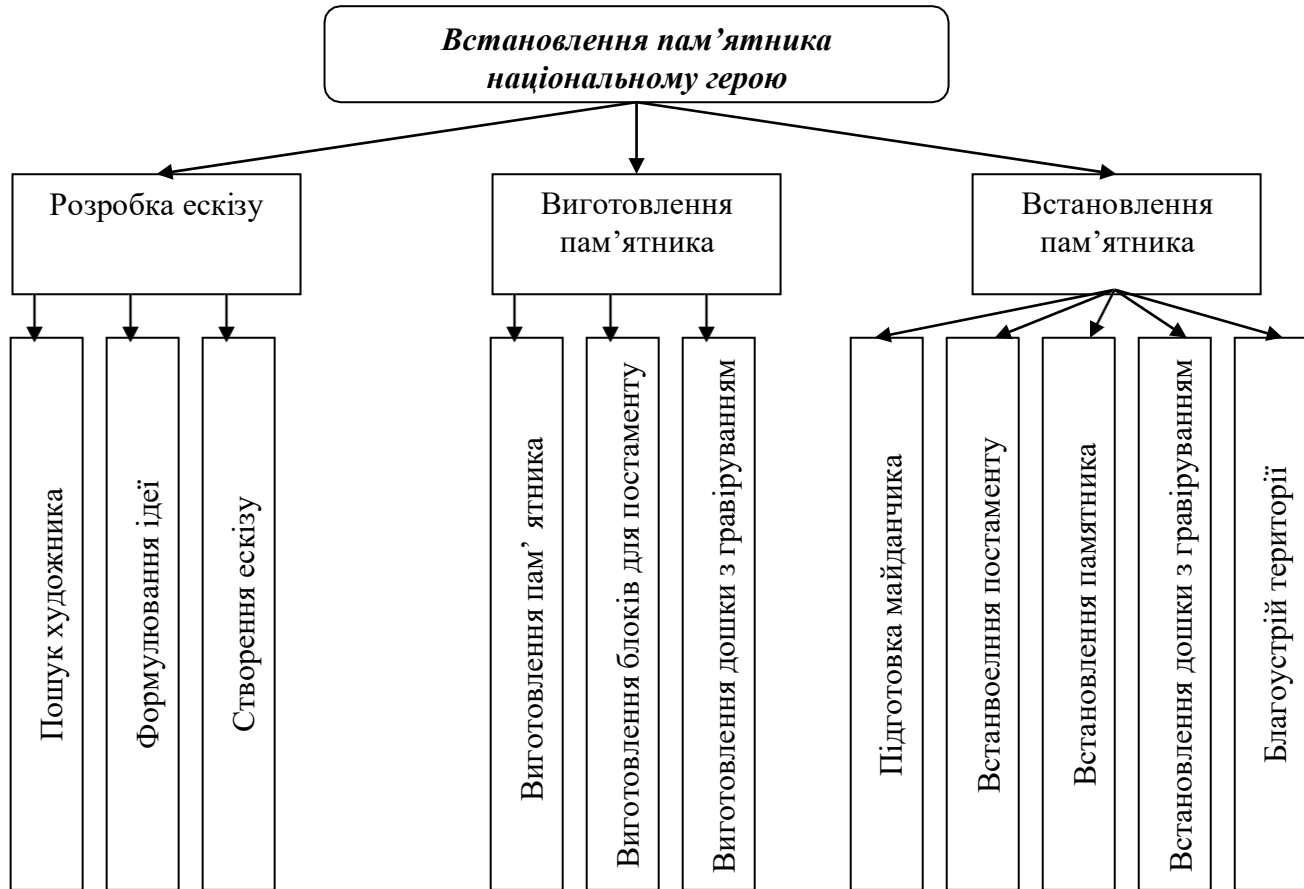 Встановлення пам’ятника
національному герою
Розробка ескізу
Виготовлення
пам’ятника
Встановлення
пам’ятника
Пошук художника
Формулювання ідеї
Створення ескізу
Виготовлення пам’ ятника
Виготовлення блоків для постаменту
Виготовлення дошки з гравіруванням
Підготовка майданчика
Встанвоелння постаменту
Встановлення памятника
Встановлення дошки з гравіруванням
Благоустрій території